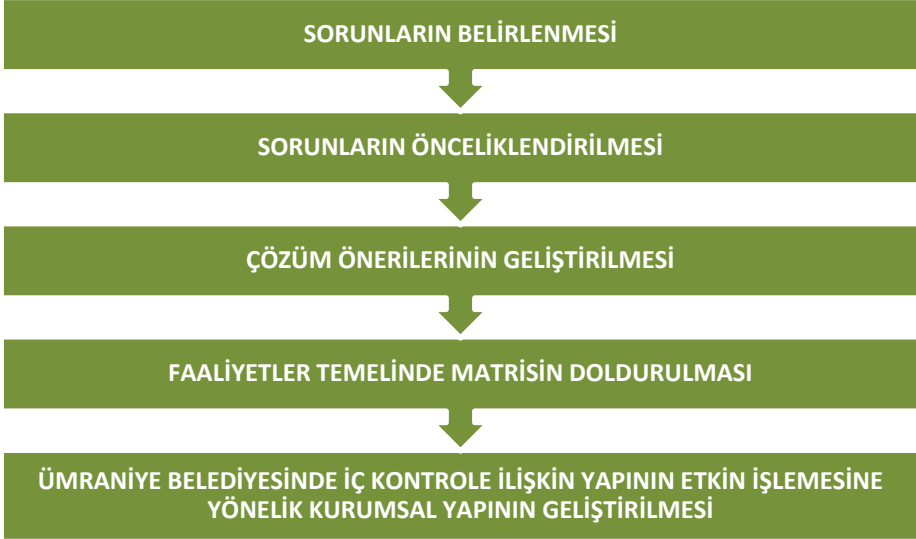 SORUNLARIN BELİRLENMESİ
SORUNLARIN ÖNCELİKLENDİRİLMESİ
ÇÖZÜM ÖNERİLERİNİN GELİŞTİRİLMESİ
FAALİYETLER TEMELİNDE MATRİSİN DOLDURULMASI
ÜMRANİYE BELEDİYESİNDE İÇ KONTROLE İLİŞKİN YAPININ ETKİN İŞLEMESİNE
YÖNELİK KURUMSAL YAPININ GELİŞTİRİLMESİ